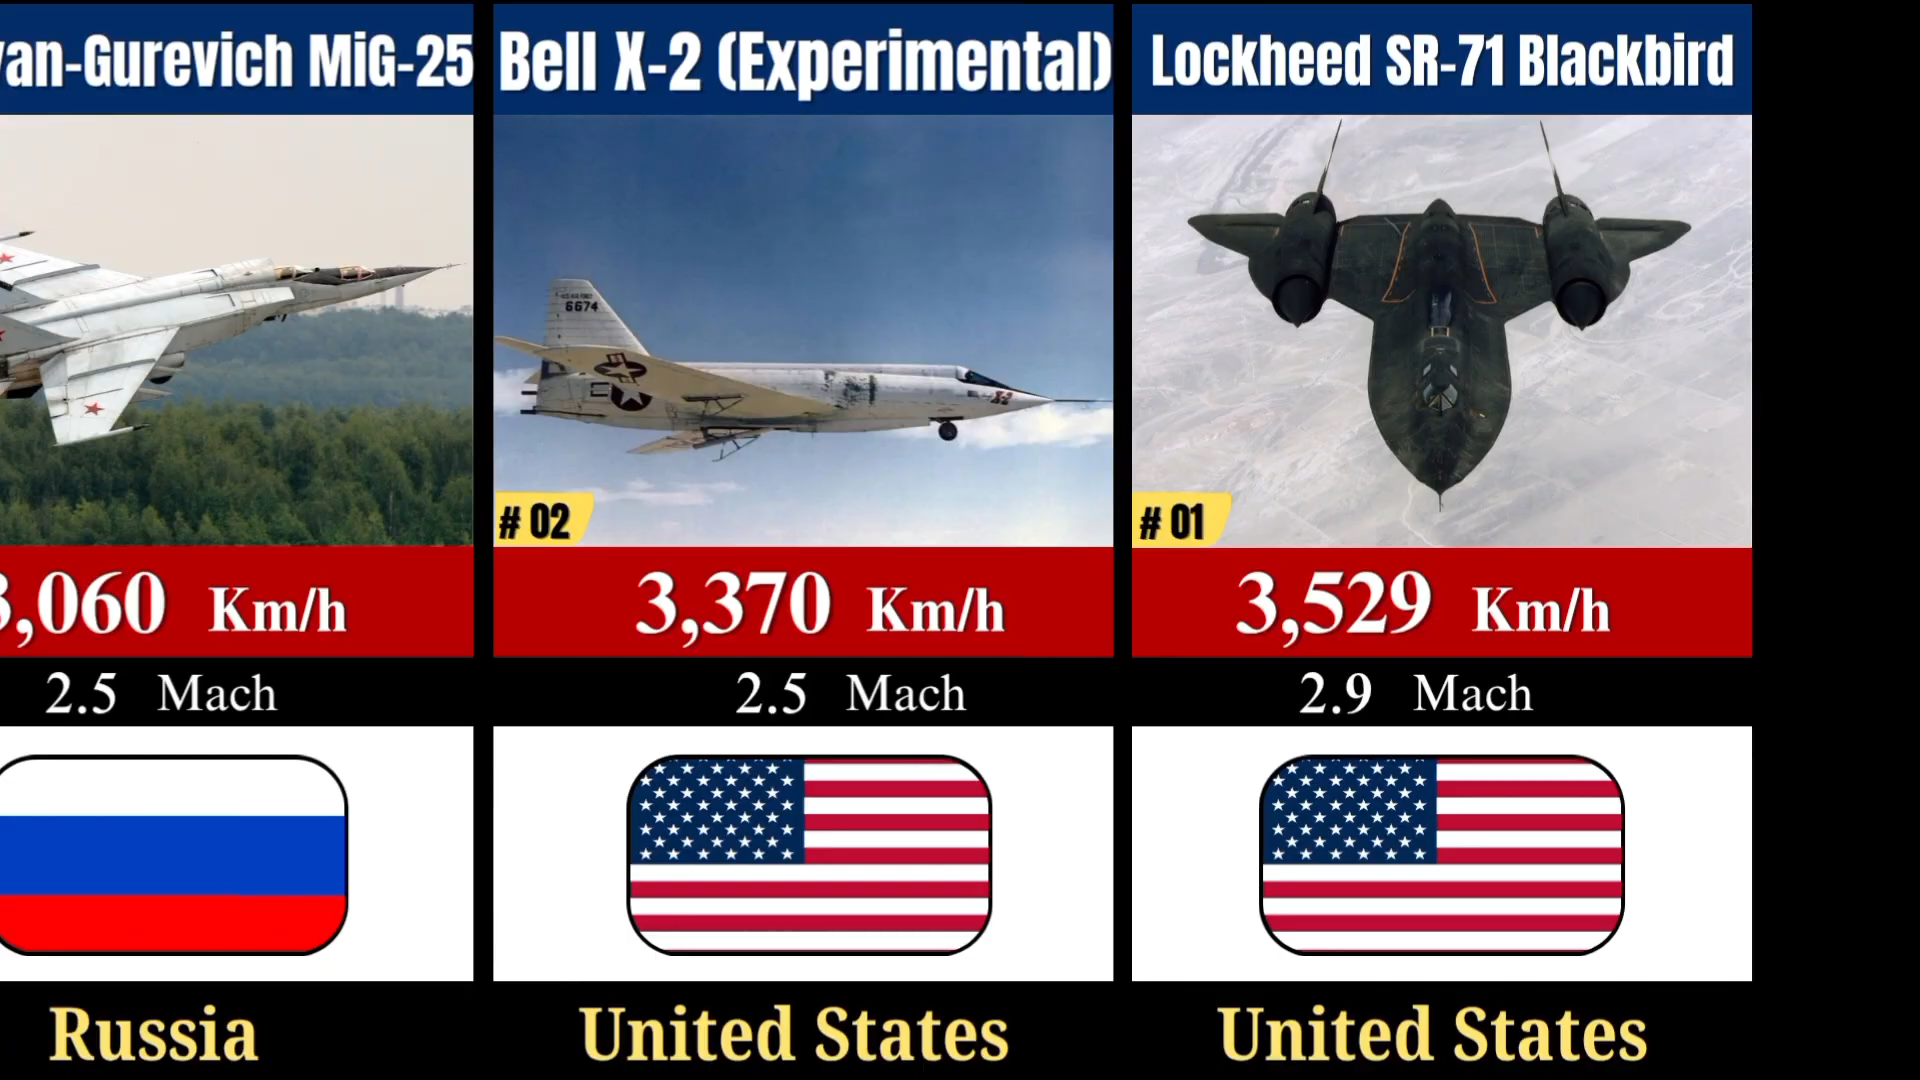 yan-Gurevich MiG-25
Bell X-2 (Experimental)
Lockheed SR-71 Blackbird
6674
# 02
# 01
3,060 Km/h
3,370 Km/h
3,529 Km/h
2.5 Mach
2.5 Mach
2.9 Mach
Russia
United States
United States